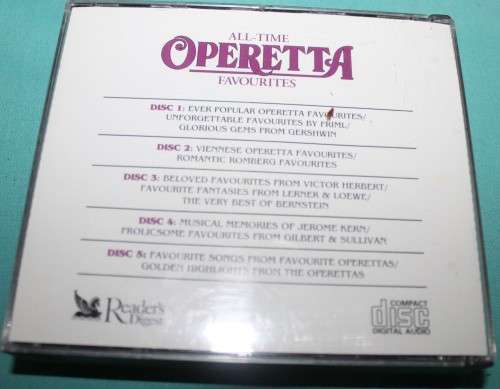 ALL-TIME
OPERETTA
FAVOURITES
DISC 1: EVER POPULAR OPERETTA FAVOURITES/
UNFORGETTABLE FAVOURITES BY FRIML/
GLORIOUS GEMS FROM GERSHWIN
DISC 2: VIENNESE OPERETTA FAVOURITES/
ROMANTIC ROMBERG FAVOURITES
DISC 3: BELOVED FAVOURITES FROM VICTOR HERBERT/
FAVOURITE FANTASIES FROM LERNER & LOEWE/
THE VERY BEST OF BERNSTEIN
DISC 4: MUSICAL MEMORIES OF JEROME KERN/
FROLICSOME FAVOURITES FROM GILBERT & SULLIVAN
DISC 5: FAVOURITE SONGS FROM FAVOURITE OPERETTAS/
GOLDEN HIGHLIGHTS FROM THE OPERETTAS
Reader's
Digest
COMPACT
disc
DIGITAL AUDIO